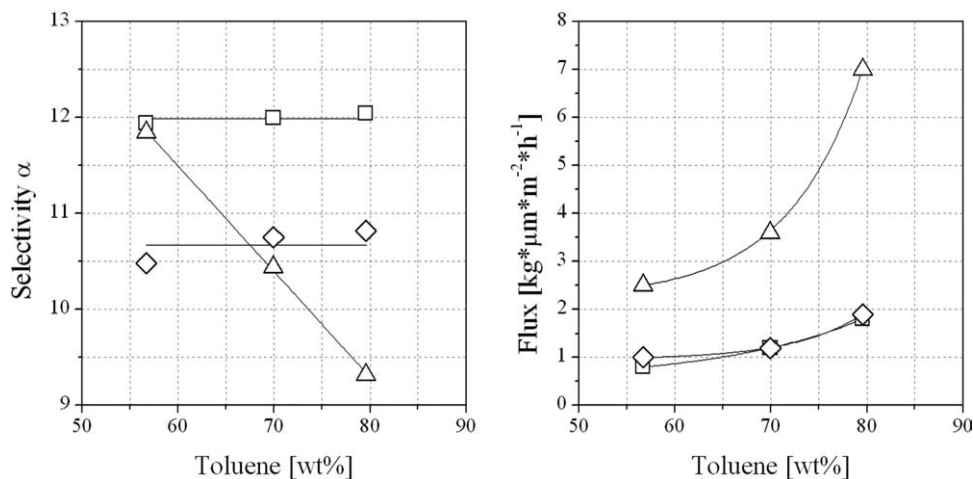 13
12
11
10
9
Selectivity α
50 60 70 80 90
Toluene [wt%]
8
7
6
5
4
3
2
1
0
Flux [kg*µm*m⁻²*h⁻¹]
50 60 70 80 90
Toluene [wt%]